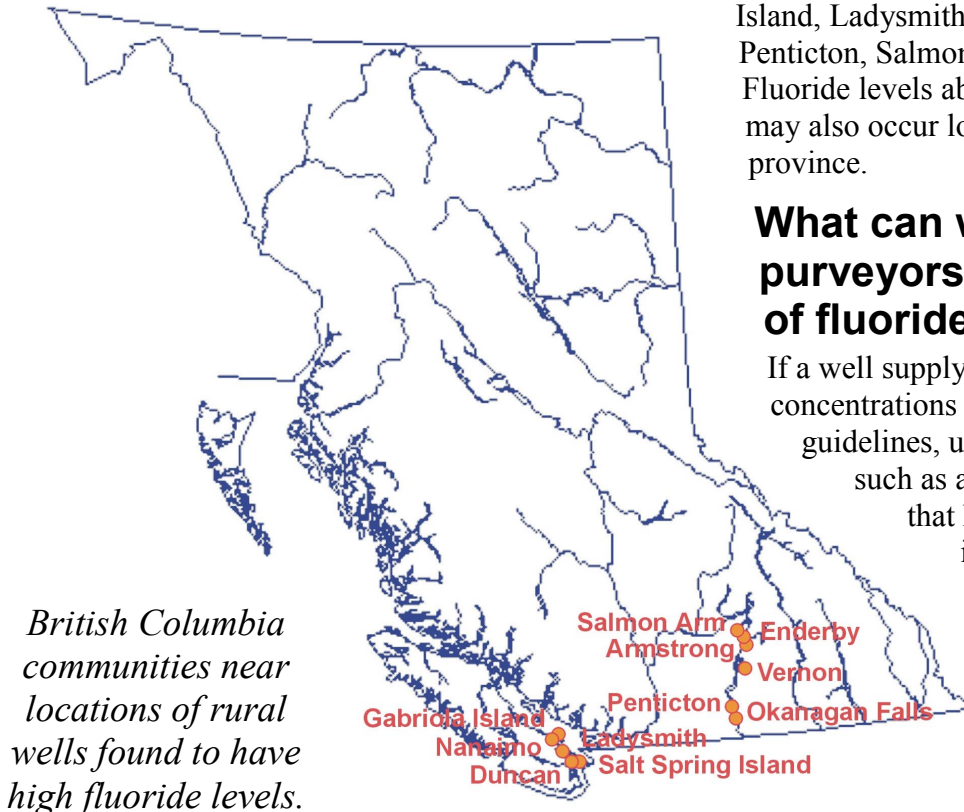 Island, Ladysmith
Penticton, Salmon
Fluoride levels
may also occur
province.
What can
purveyors
of fluoride
If a well supply
concentrations
guidelines,
such as
that
Salmon Arm
Enderby
Armstrong
Vernon
Penticton
Okanagan Falls
Gabriola Island
Ladysmith
Nanaimo
Salt Spring Island
Duncan
British Columbia
communities near
locations of rural
wells found to have
high fluoride levels.